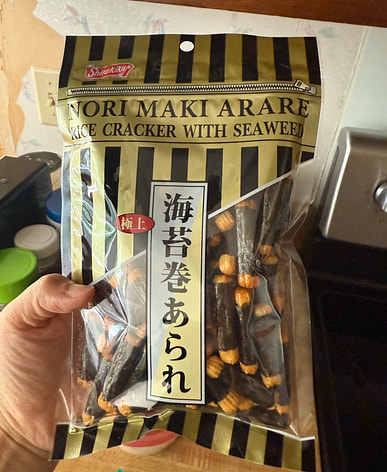 Shirakiku
NORI MAKI ARARE
RICE CRACKER WITH SEAWEED
極上
海苔巻あられ